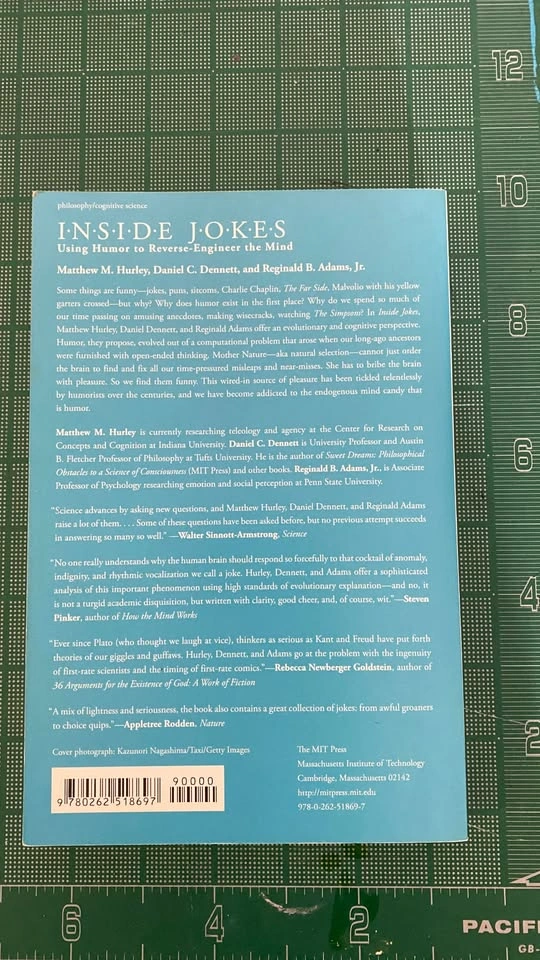 12
10
8
6
4
2
philosophy/cognitive science
I·N·S·I·D·E J·O·K·E·S
Using Humor to Reverse-Engineer the Mind
Matthew M. Hurley, Daniel C. Dennett, and Reginald B. Adams, Jr.
Some things are funny—jokes, puns, sitcoms, Charlie Chaplin, The Far Side, Malvolio with his yellow
garters crossed—but why? Why does humor exist in the first place? Why do we spend so much of
our time passing on amusing anecdotes, making wisecracks, watching The Simpsons? In Inside Jokes,
Matthew Hurley, Daniel Dennett, and Reginald Adams offer an evolutionary and cognitive perspective.
Humor, they propose, evolved out of a computational problem that arose when our long-ago ancestors
were furnished with open-ended thinking. Mother Nature—aka natural selection—cannot just order
the brain to find and fix all our time-pressured misleaps and near-misses. She has to bribe the brain
with pleasure. So we find them funny. This wired-in source of pleasure has been tickled relentlessly
by humorists over the centuries, and we have become addicted to the endogenous mind candy that
is humor.
Matthew M. Hurley is currently researching teleology and agency at the Center for Research on
Concepts and Cognition at Indiana University. Daniel C. Dennett is University Professor and Austin
B. Fletcher Professor of Philosophy at Tufts University. He is the author of Sweet Dreams: Philosophical
Obstacles to a Science of Consciousness (MIT Press) and other books. Reginald B. Adams, Jr., is Associate
Professor of Psychology researching emotion and social perception at Penn State University.
"Science advances by asking new questions, and Matthew Hurley, Daniel Dennett, and Reginald Adams
raise a lot of them. . . . Some of these questions have been asked before, but no previous attempt succeeds
in answering so many so well." —Walter Sinnott-Armstrong, Science
"No one really understands why the human brain should respond so forcefully to that cocktail of anomaly,
indignity, and rhythmic vocalization we call a joke. Hurley, Dennett, and Adams offer a sophisticated
analysis of this important phenomenon using high standards of evolutionary explanation—and no, it
is not a turgid academic disquisition, but written with clarity, good cheer, and, of course, wit."—Steven
Pinker, author of How the Mind Works
"Ever since Plato (who thought we laugh at vice), thinkers as serious as Kant and Freud have put forth
theories of our giggles and guffaws. Hurley, Dennett, and Adams go at the problem with the ingenuity
of first-rate scientists and the timing of first-rate comics."—Rebecca Newberger Goldstein, author of
36 Arguments for the Existence of God: A Work of Fiction
"A mix of lightness and seriousness, the book also contains a great collection of jokes: from awful groaners
to choice quips."—Appletree Rodden, Nature
Cover photograph: Kazunori Nagashima/Taxi/Getty Images
The MIT Press
Massachusetts Institute of Technology
Cambridge, Massachusetts 02142
http://mitpress.mit.edu
978-0-262-51869-7
90000
9 780262 518697
6 4 2
PACIFI
GB-